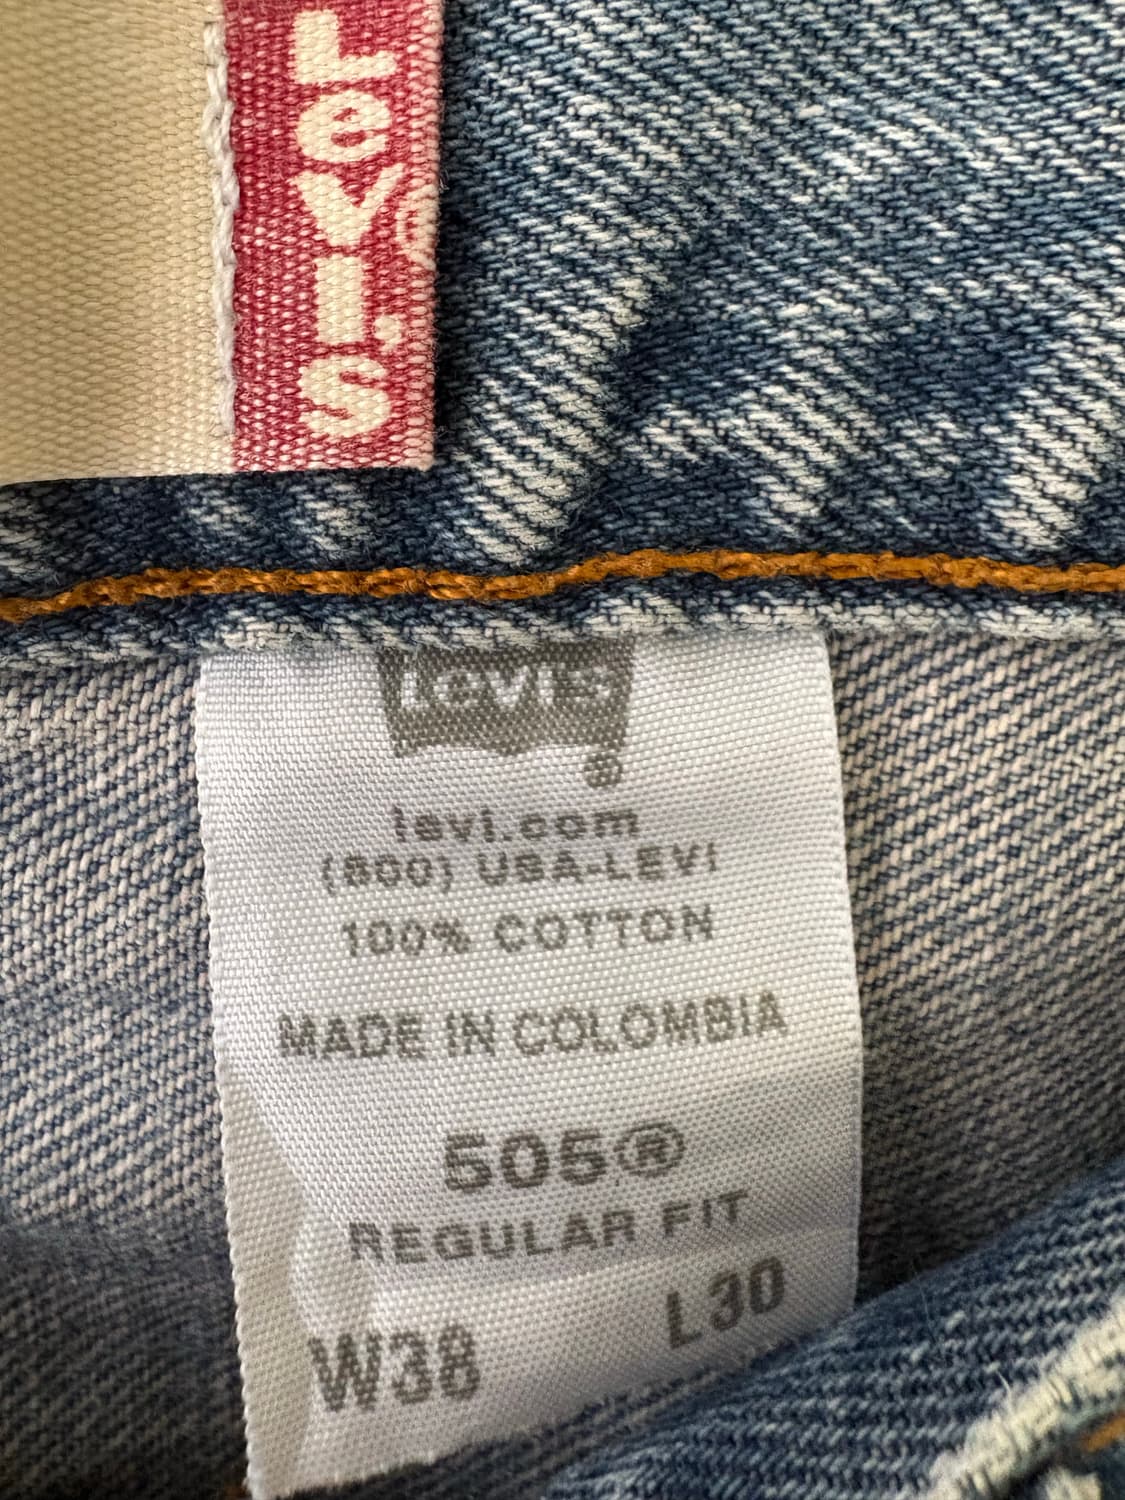 Levi's®
Levi's
®
levi.com
(800) USA-LEVI
100% COTTON
MADE IN COLOMBIA
505®
REGULAR FIT
W38 L30